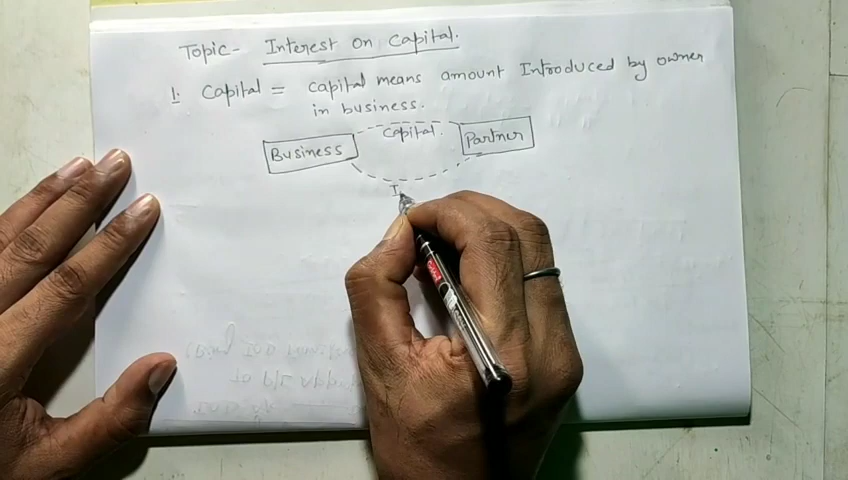 Topic- Interest on Capital.
1. Capital = capital means amount Introduced by owner
in business.
Capital.
Business
Partner
I